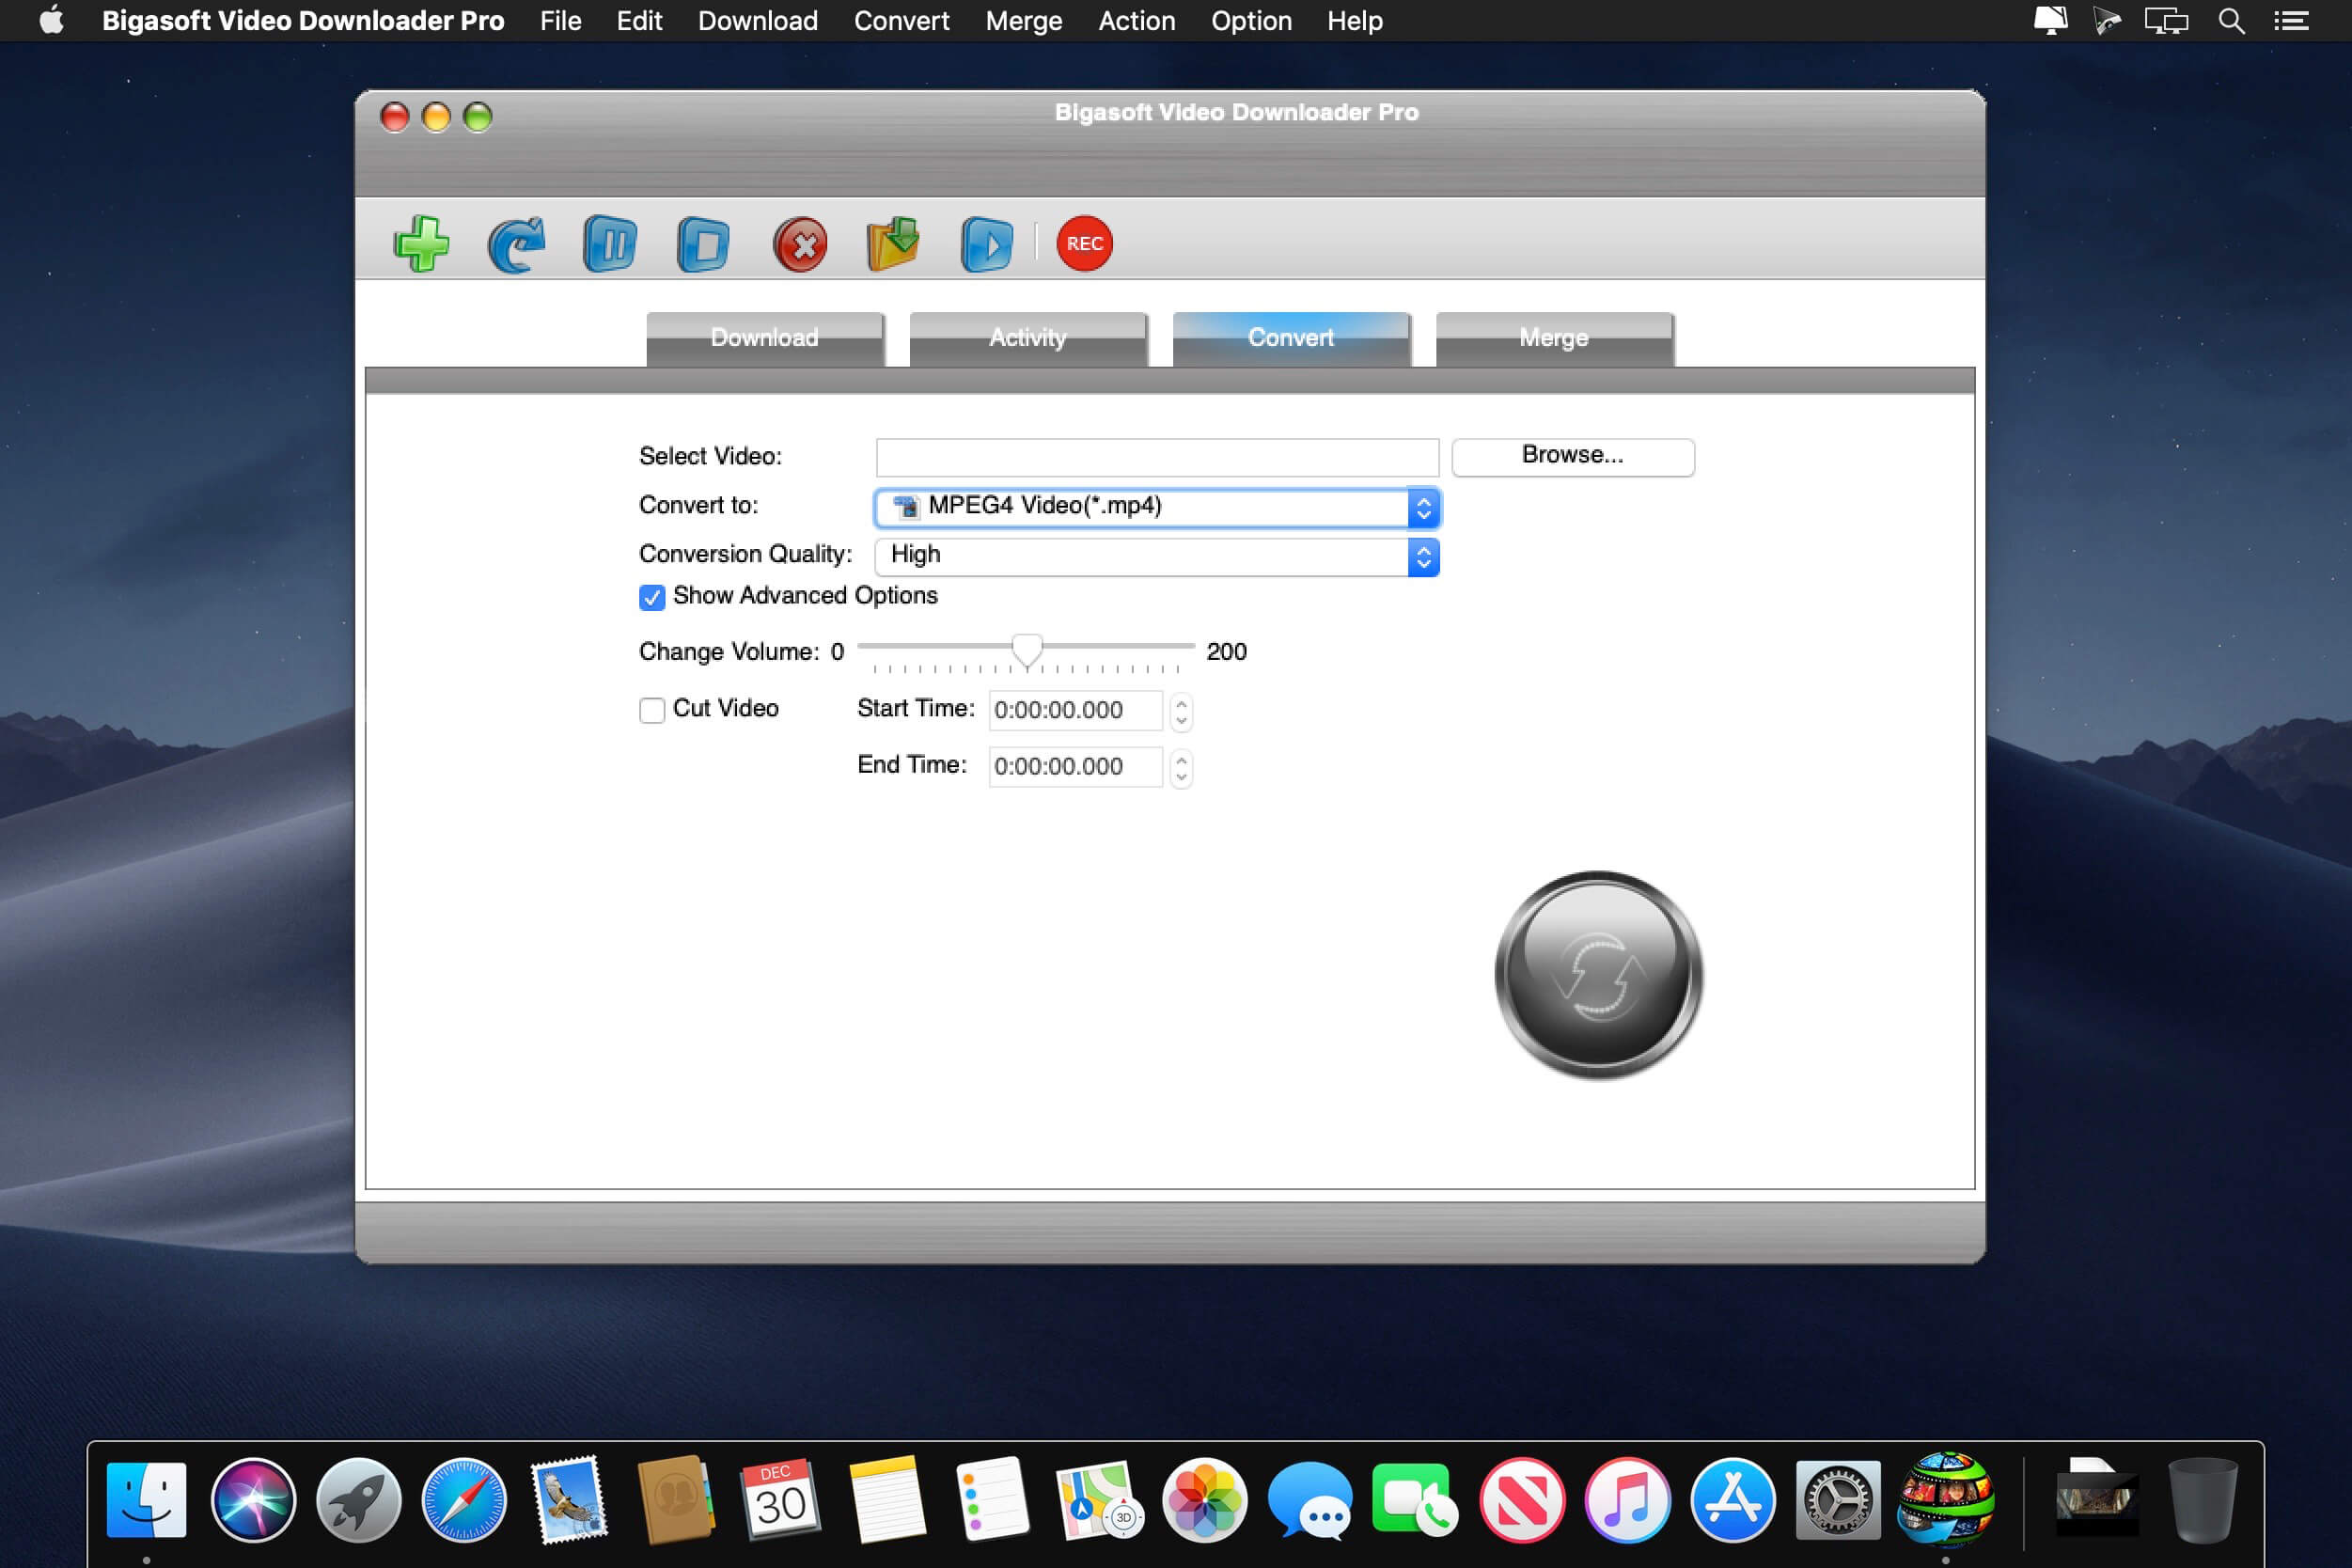 Bigasoft Video Downloader Pro File Edit Download Convert Merge Action Option Help
Bigasoft Video Downloader Pro
REC
Download Activity Convert Merge
Select Video: Browse...
Convert to: MPEG4 Video(*.mp4)
Conversion Quality: High
Show Advanced Options
Change Volume: 0 200
Cut Video Start Time: 0:00:00.000
End Time: 0:00:00.000
DEC
30
3D